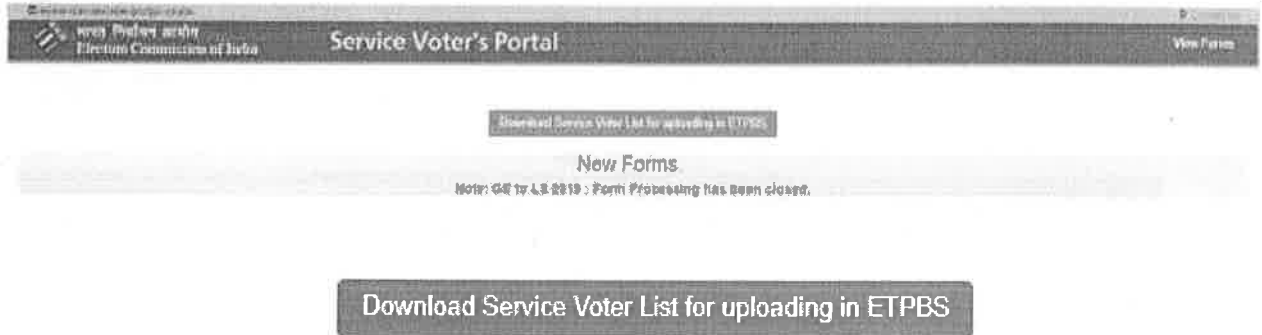 भारत निर्वाचन आयोग
Election Commission of India
Service Voter's Portal
View Forms
Download Service Voter List for uploading in ETPBS
New Forms
Note: GE to LS 2019 : Form Processing has been closed.
Download Service Voter List for uploading in ETPBS